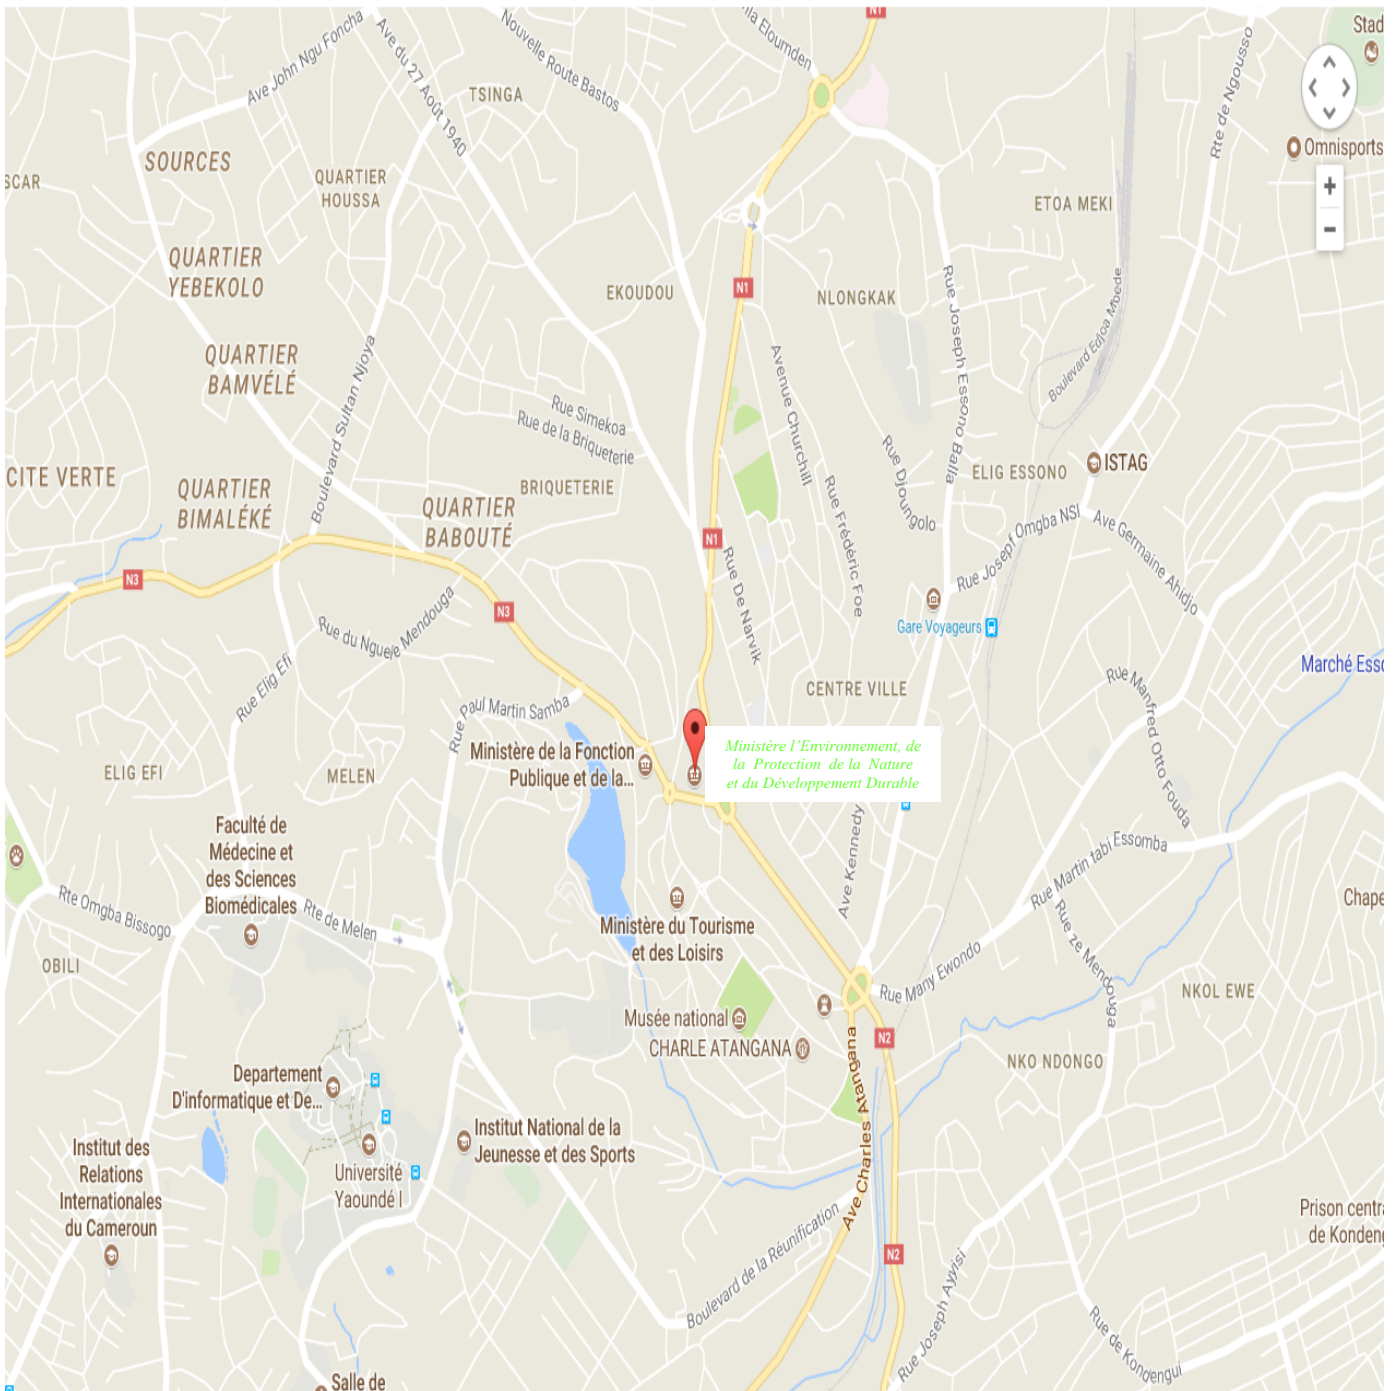 N1
Stad
Ave John Ngu Foncha
Ave du 27 Août 1940
Nouvelle Route Bastos
Eloumden
Rte de Ngousso
TSINGA
Omnisports
SOURCES
QUARTIER
HOUSSA
SCAR
ETOA MEKI
+
-
QUARTIER
YEBEKOLO
EKOUDOU
N1
NLONGKAK
Rue Joseph Essono Balla
Boulevard Edjoa Mvede
QUARTIER
BAMVÉLÉ
Boulevard Sultan Njoya
Avenue Churchill
Rue Simekoa
Rue de la Briqueterie
Rue Djoungolo
CITE VERTE
ELIG ESSONO
ISTAG
QUARTIER
BIMALÉKÉ
QUARTIER
BABOUTÉ
BRIQUETERIE
Rue Frédéric Foe
N1
Rue Josepf Omgba NSI
Ave Germaine Ahidjo
N3
N3
Rue De Narvik
Gare Voyageurs
Rue du Nguele Mendouga
Rue Elig Efi
Marché Esso
Rue Manfred Otto Fouda
CENTRE VILLE
Rue Paul Martin Samba
Ministère de la Fonction
Publique et de la...
Ministère l'Environnement, de
la Protection de la Nature
et du Développement Durable
ELIG EFI
MELEN
Faculté de
Médecine et
des Sciences
Biomédicales
Ave Kennedy
Rue Martin tabi Essomba
Rte Omgba Bissogo
Rte de Melen
Ministère du Tourisme
et des Loisirs
Chape
Rue ze Mendouga
OBILI
Rue Many Ewondo
NKOL EWE
Musée national
CHARLE ATANGANA
N2
NKO NDONGO
Departement
D'informatique et De...
Ave Charles Atangana
Institut National de la
Jeunesse et des Sports
Institut des
Relations
Internationales
du Cameroun
Université
Yaoundé I
Prison centra
de Kondeng
Boulevard de la Réunification
N2
Rue Joseph Ayyisi
Rue de Kondengui
Salle de